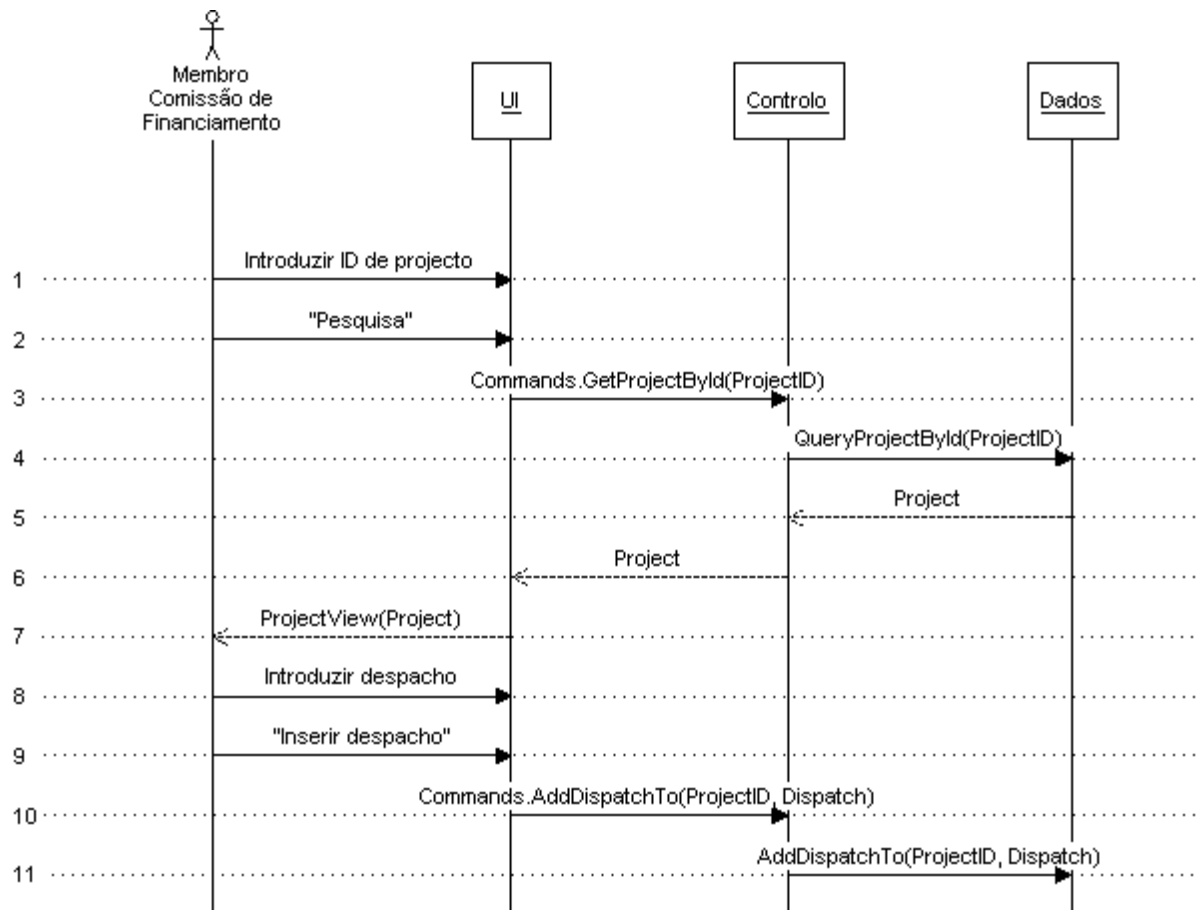 Membro
Comissão de
Financiamento
UI
Controlo
Dados
Introduzir ID de projecto
1
"Pesquisa"
2
Commands.GetProjectById(ProjectID)
3
QueryProjectById(ProjectID)
4
Project
5
Project
6
ProjectView(Project)
7
Introduzir despacho
8
"Inserir despacho"
9
Commands.AddDispatchTo(ProjectID, Dispatch)
10
AddDispatchTo(ProjectID, Dispatch)
11